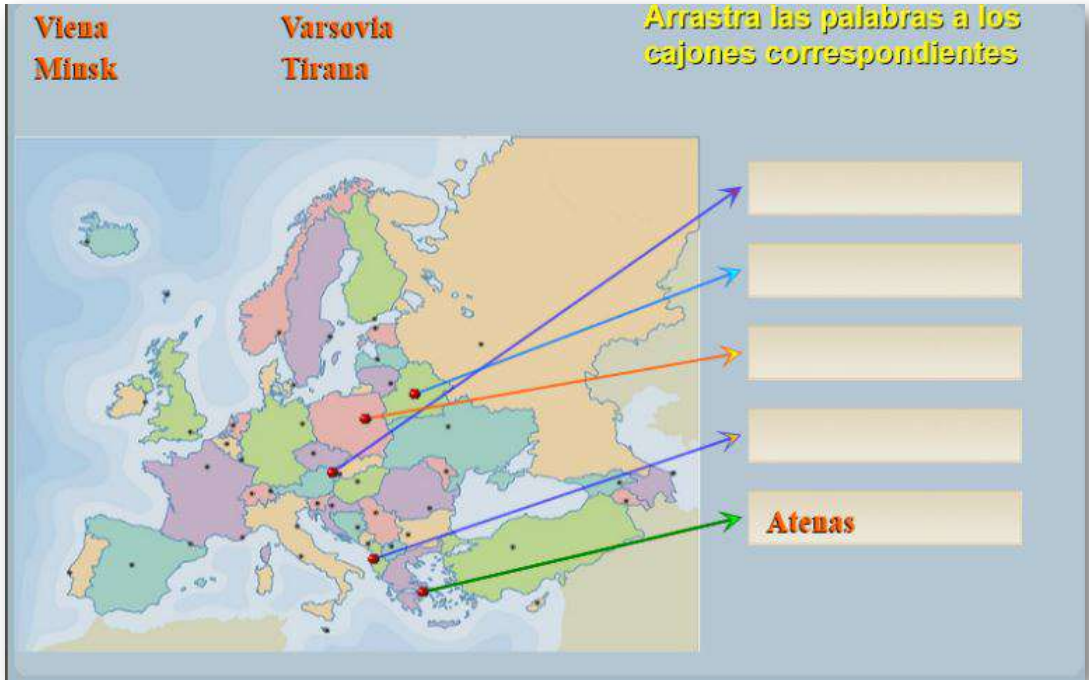 Viena Varsovia
Minsk Tirana
Arrastra las palabras a los
cajones correspondientes
Atenas